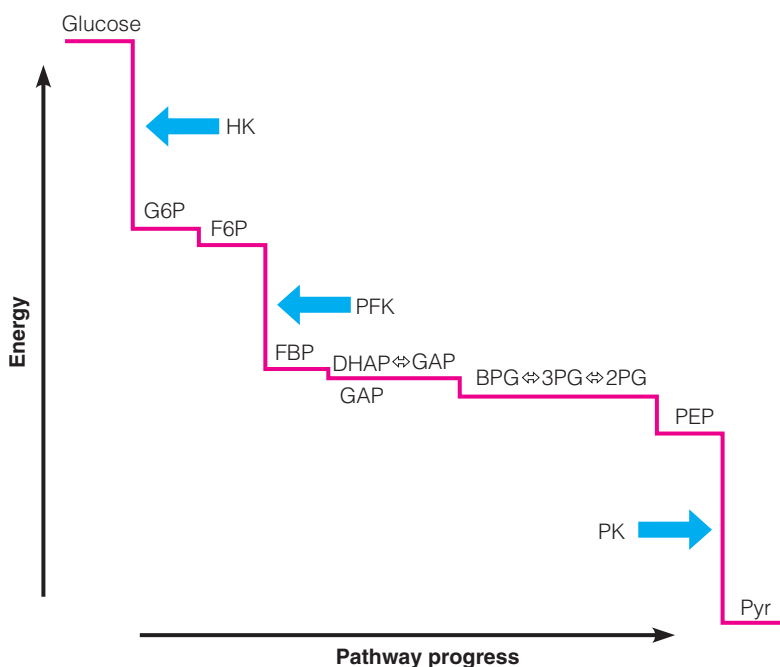 Glucose
HK
G6P
F6P
PFK
FBP
DHAP⇔GAP
GAP
BPG⇔3PG⇔2PG
PEP
PK
Pyr
Energy
Pathway progress